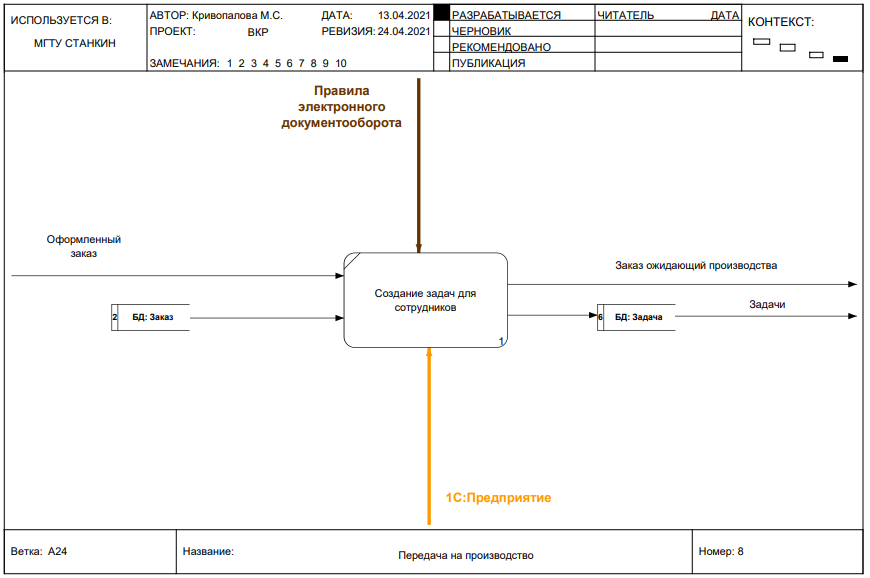 ИСПОЛЬЗУЕТСЯ В:
МГТУ СТАНКИН
АВТОР: Кривопалова М.С. ДАТА: 13.04.2021
ПРОЕКТ: ВКР РЕВИЗИЯ: 24.04.2021
ЗАМЕЧАНИЯ: 1 2 3 4 5 6 7 8 9 10
РАЗРАБАТЫВАЕТСЯ
ЧЕРНОВИК
РЕКОМЕНДОВАНО
ПУБЛИКАЦИЯ
ЧИТАТЕЛЬ ДАТА
КОНТЕКСТ:
Правила
электронного
документооборота
Оформленный
заказ
2 БД: Заказ
Создание задач для
сотрудников
1
Заказ ожидающий производства
6 БД: Задача
Задачи
1С:Предприятие
Ветка: A24
Название: Передача на производство
Номер: 8